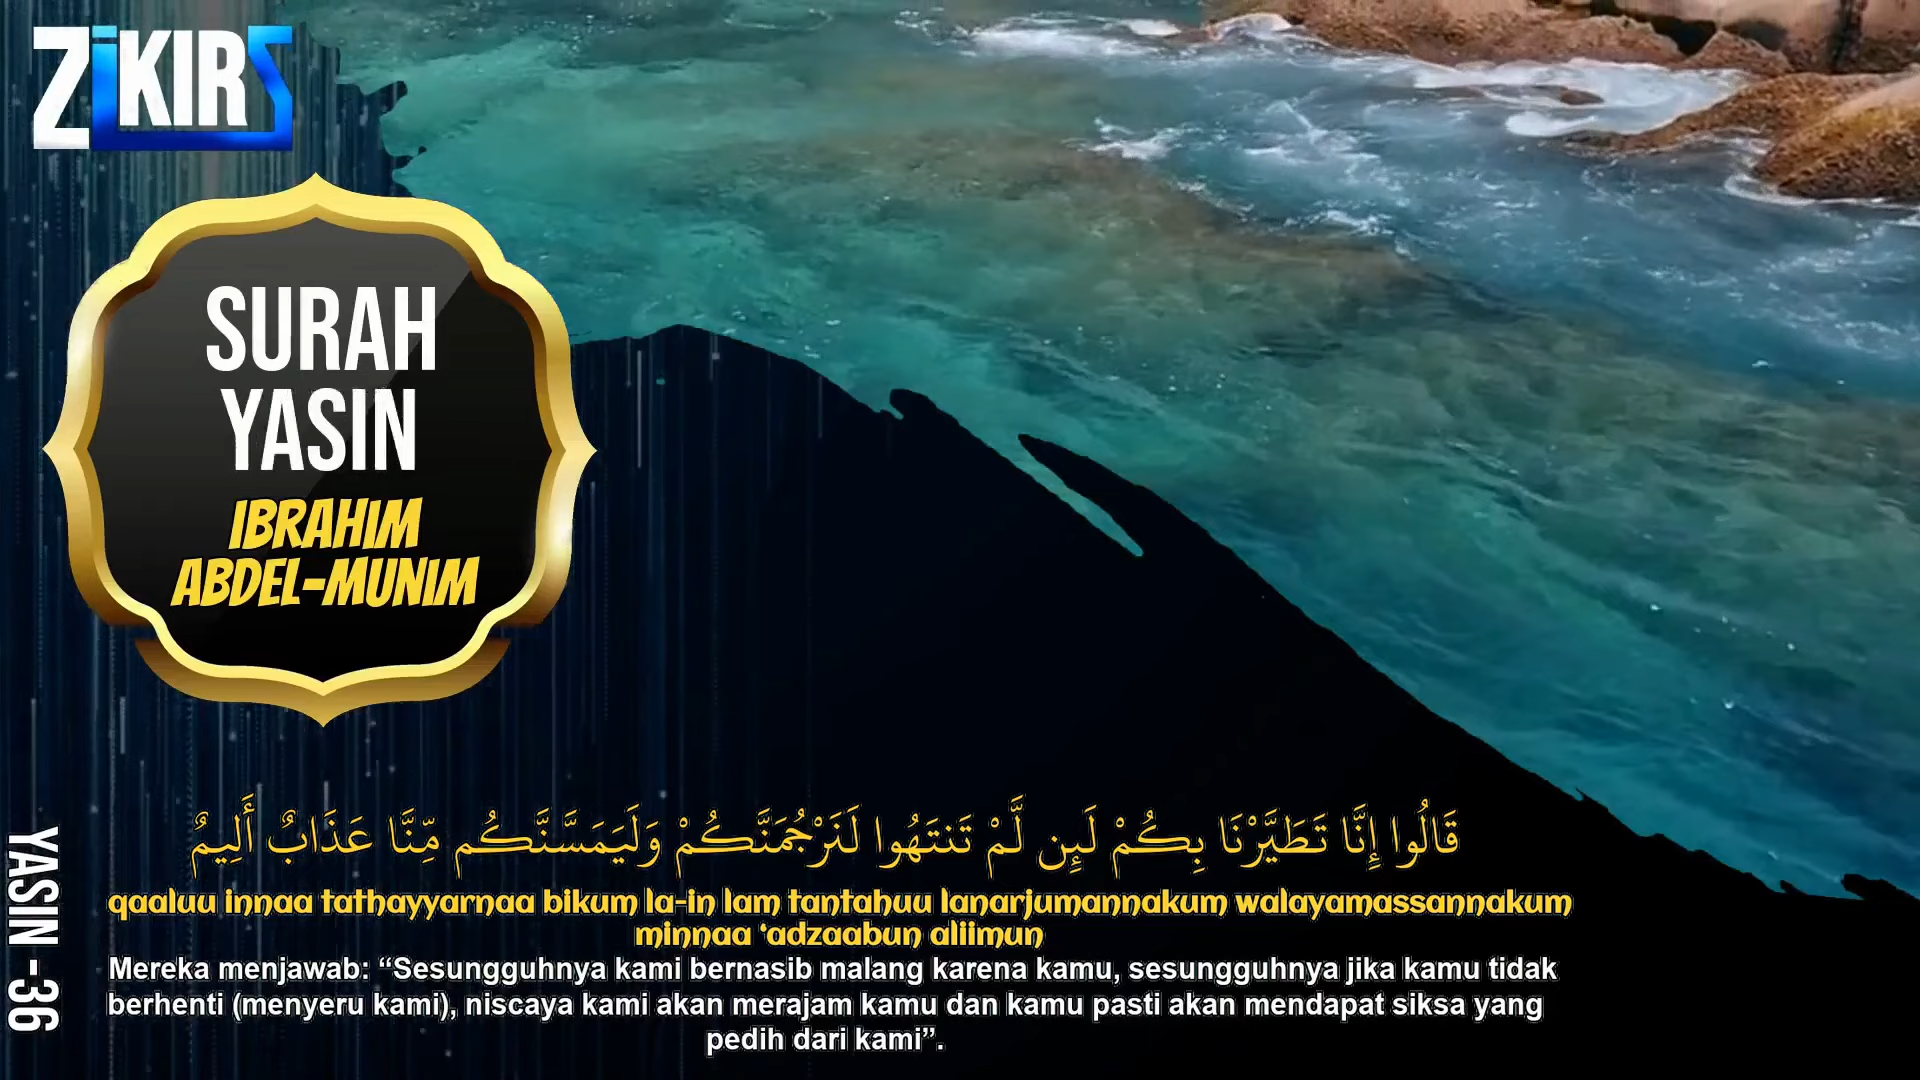 ZiKIRS
SURAH
YASIN
IBRAHIM
ABDEL-MUNIM
قَالُوا إِنَّا تَطَيَّرْنَا بِكُمْ لَىِٕن لَّمْ تَنتَهُوا لَنَرْجُمَنَّكُمْ وَلَيَمَسَّنَّكُم مِّنَّا عَذَابٌ أَلِيمٌ
qaaluu innaa tathayyarnaa bikum la-in lam tantahuu lanarjumannakum walayamassannakum
minnaa ‘adzaabun aliimun
Mereka menjawab: “Sesungguhnya kami bernasib malang karena kamu, sesungguhnya jika kamu tidak
berhenti (menyeru kami), niscaya kami akan merajam kamu dan kamu pasti akan mendapat siksa yang
pedih dari kami”.
YASIN -36